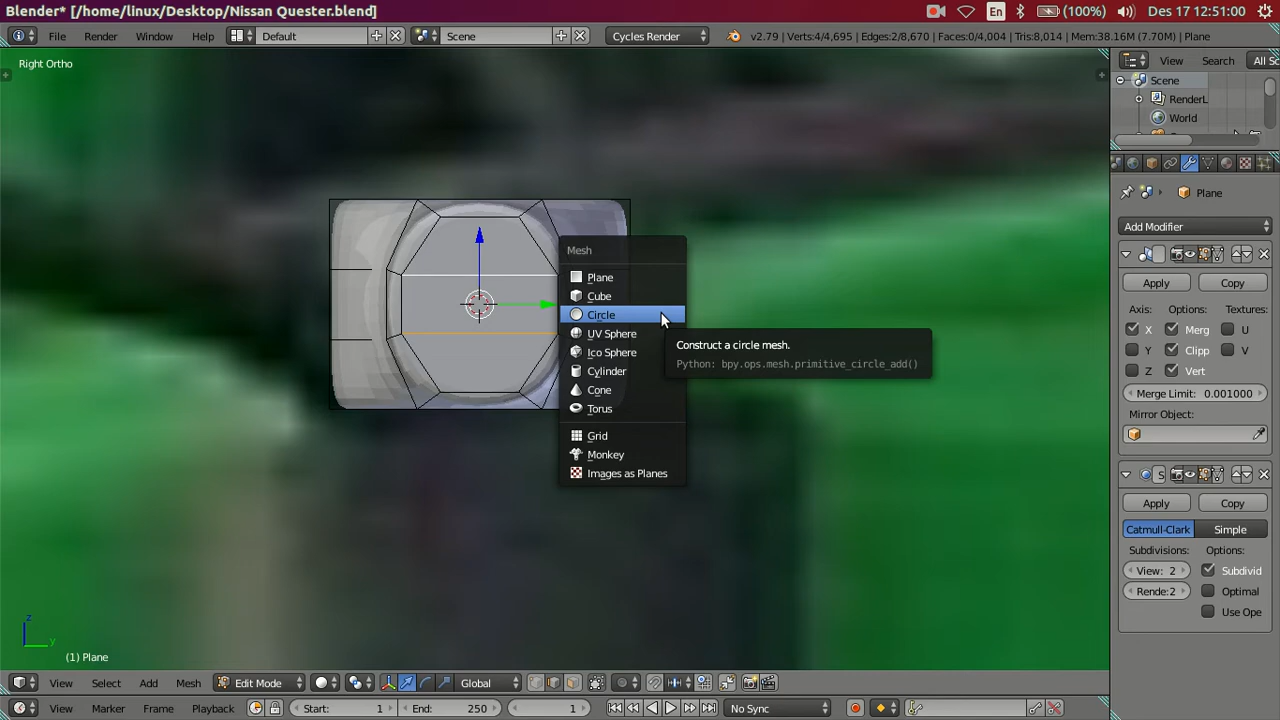 Blender* [/home/linux/Desktop/Nissan Quester.blend]
En (100%) Des 17 12:51:00
File Render Window Help Default Scene Cycles Render v2.79 | Verts:4/4,695 | Edges:2/8,670 | Faces:0/4,004 | Tris:8,014 | Mem:38.16M (7.70M) | Plane
Right Ortho
View Search All Sc
Scene
RenderL
World
Plane
Add Modifier
Apply Copy
Axis: Options: Textures:
X Merg U
Y Clipp V
Z Vert
Merge Limit: 0.001000
Mirror Object:
S
Apply Copy
Catmull-Clark Simple
Subdivisions: Options:
View: 2 Subdivid
Rende:2 Optimal
Use Ope
Mesh
Plane
Cube
Circle
UV Sphere
Ico Sphere
Cylinder
Cone
Torus
Grid
Monkey
Images as Planes
Construct a circle mesh.
Python: bpy.ops.mesh.primitive_circle_add()
z
y
(1) Plane
View Select Add Mesh Edit Mode Global
View Marker Frame Playback Start: 1 End: 250 1 No Sync